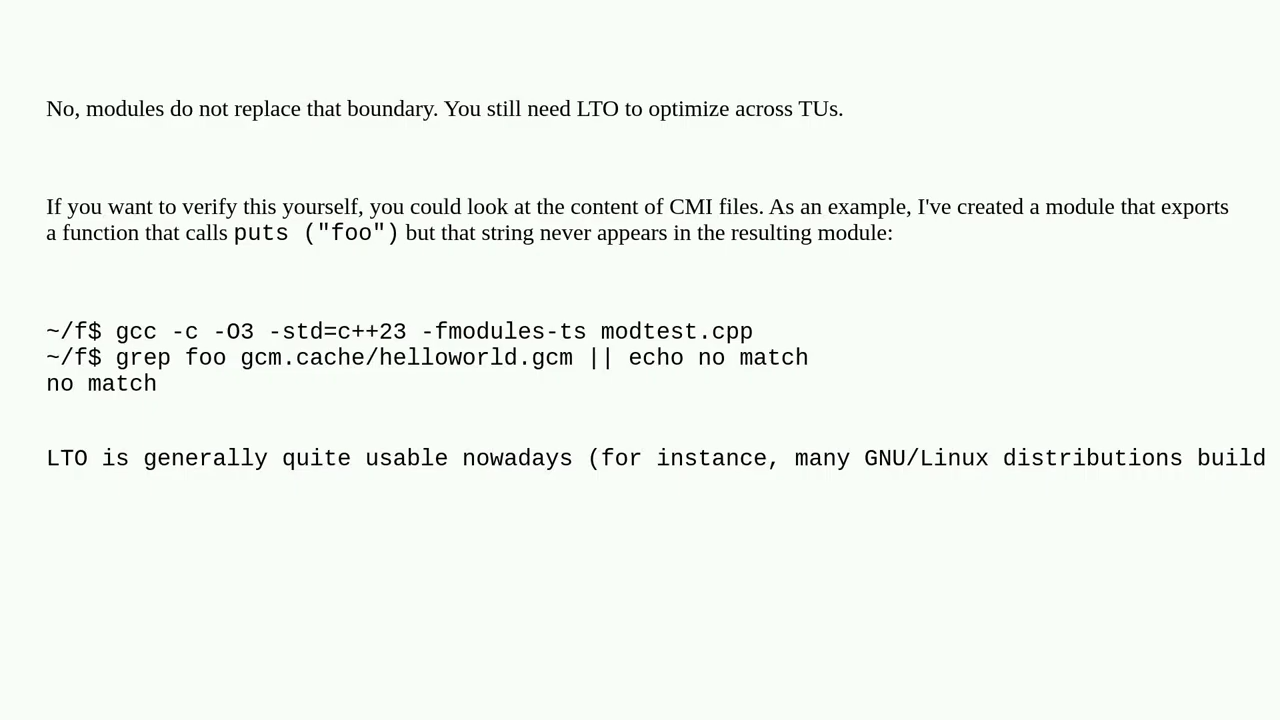 No, modules do not replace that boundary. You still need LTO to optimize across TUs.
If you want to verify this yourself, you could look at the content of CMI files. As an example, I've created a module that exports
a function that calls puts ("foo") but that string never appears in the resulting module:
~/f$ gcc -c -O3 -std=c++23 -fmodules-ts modtest.cpp
~/f$ grep foo gcm.cache/helloworld.gcm || echo no match
no match
LTO is generally quite usable nowadays (for instance, many GNU/Linux distributions build